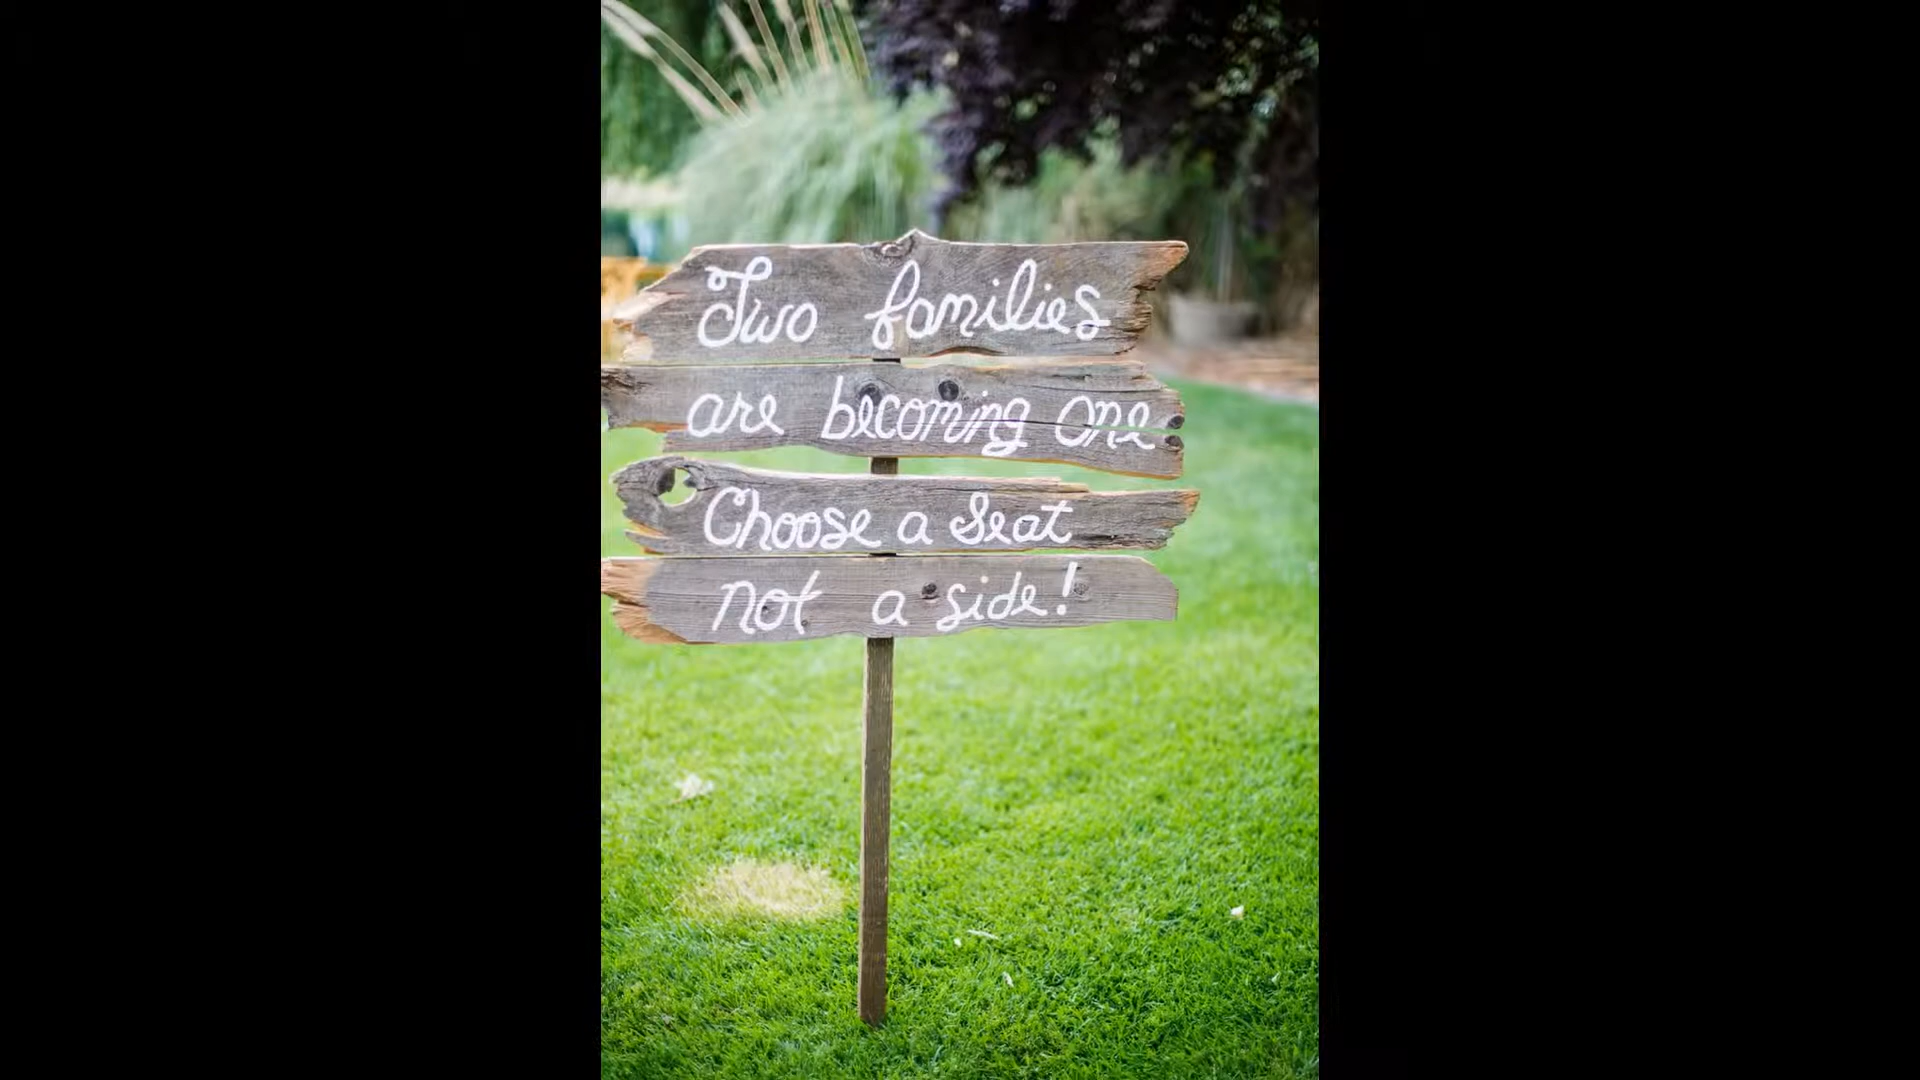 Two families
are becoming one
Choose a Seat
not a side!